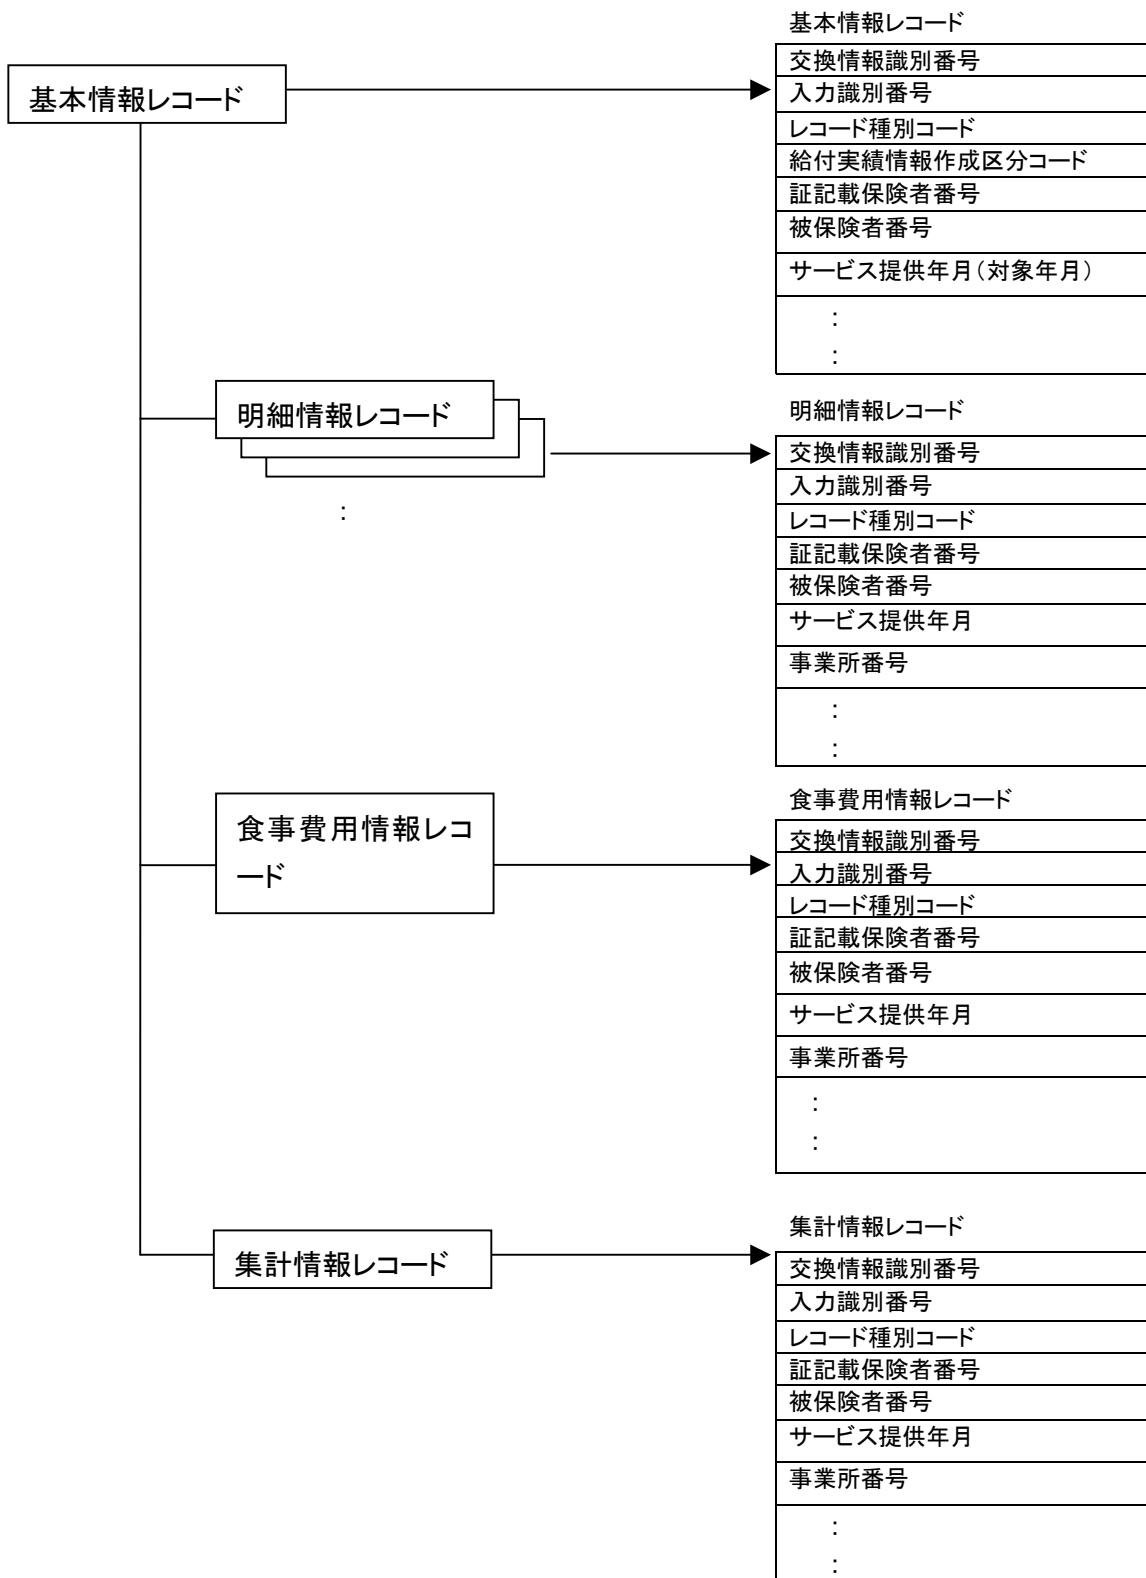 基本情報レコード
基本情報レコード
交換情報識別番号
入力識別番号
レコード種別コード
給付実績情報作成区分コード
証記載保険者番号
被保険者番号
サービス提供年月(対象年月)
:
:
明細情報レコード
:
明細情報レコード
交換情報識別番号
入力識別番号
レコード種別コード
証記載保険者番号
被保険者番号
サービス提供年月
事業所番号
:
:
食事費用情報レコ
ード
食事費用情報レコード
交換情報識別番号
入力識別番号
レコード種別コード
証記載保険者番号
被保険者番号
サービス提供年月
事業所番号
:
:
集計情報レコード
集計情報レコード
交換情報識別番号
入力識別番号
レコード種別コード
証記載保険者番号
被保険者番号
サービス提供年月
事業所番号
:
: